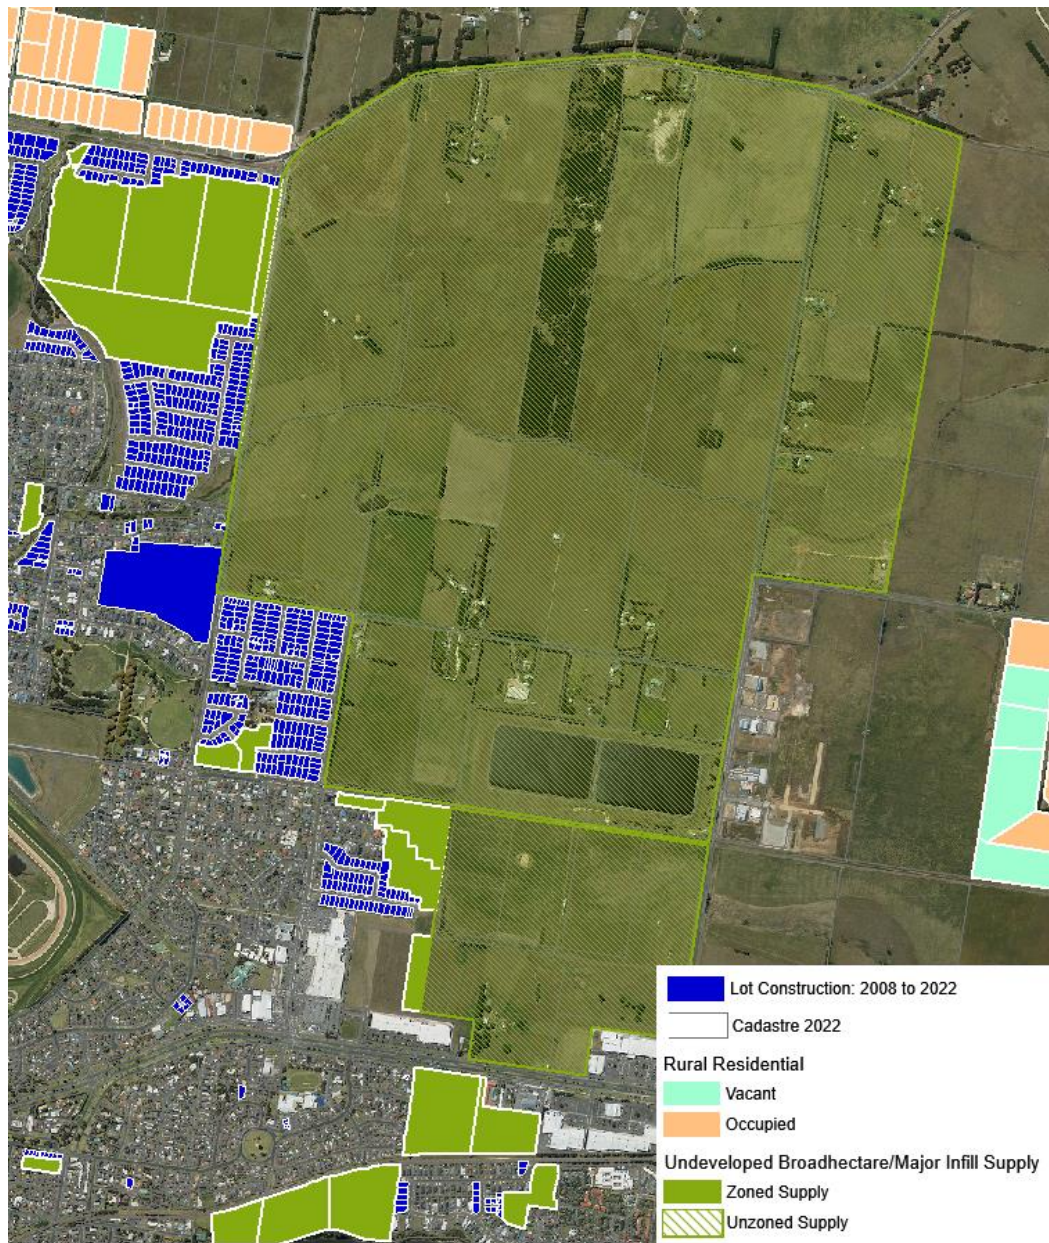 Lot Construction: 2008 to 2022
Cadastre 2022
Rural Residential
Vacant
Occupied
Undeveloped Broadhectare/Major Infill Supply
Zoned Supply
Unzoned Supply